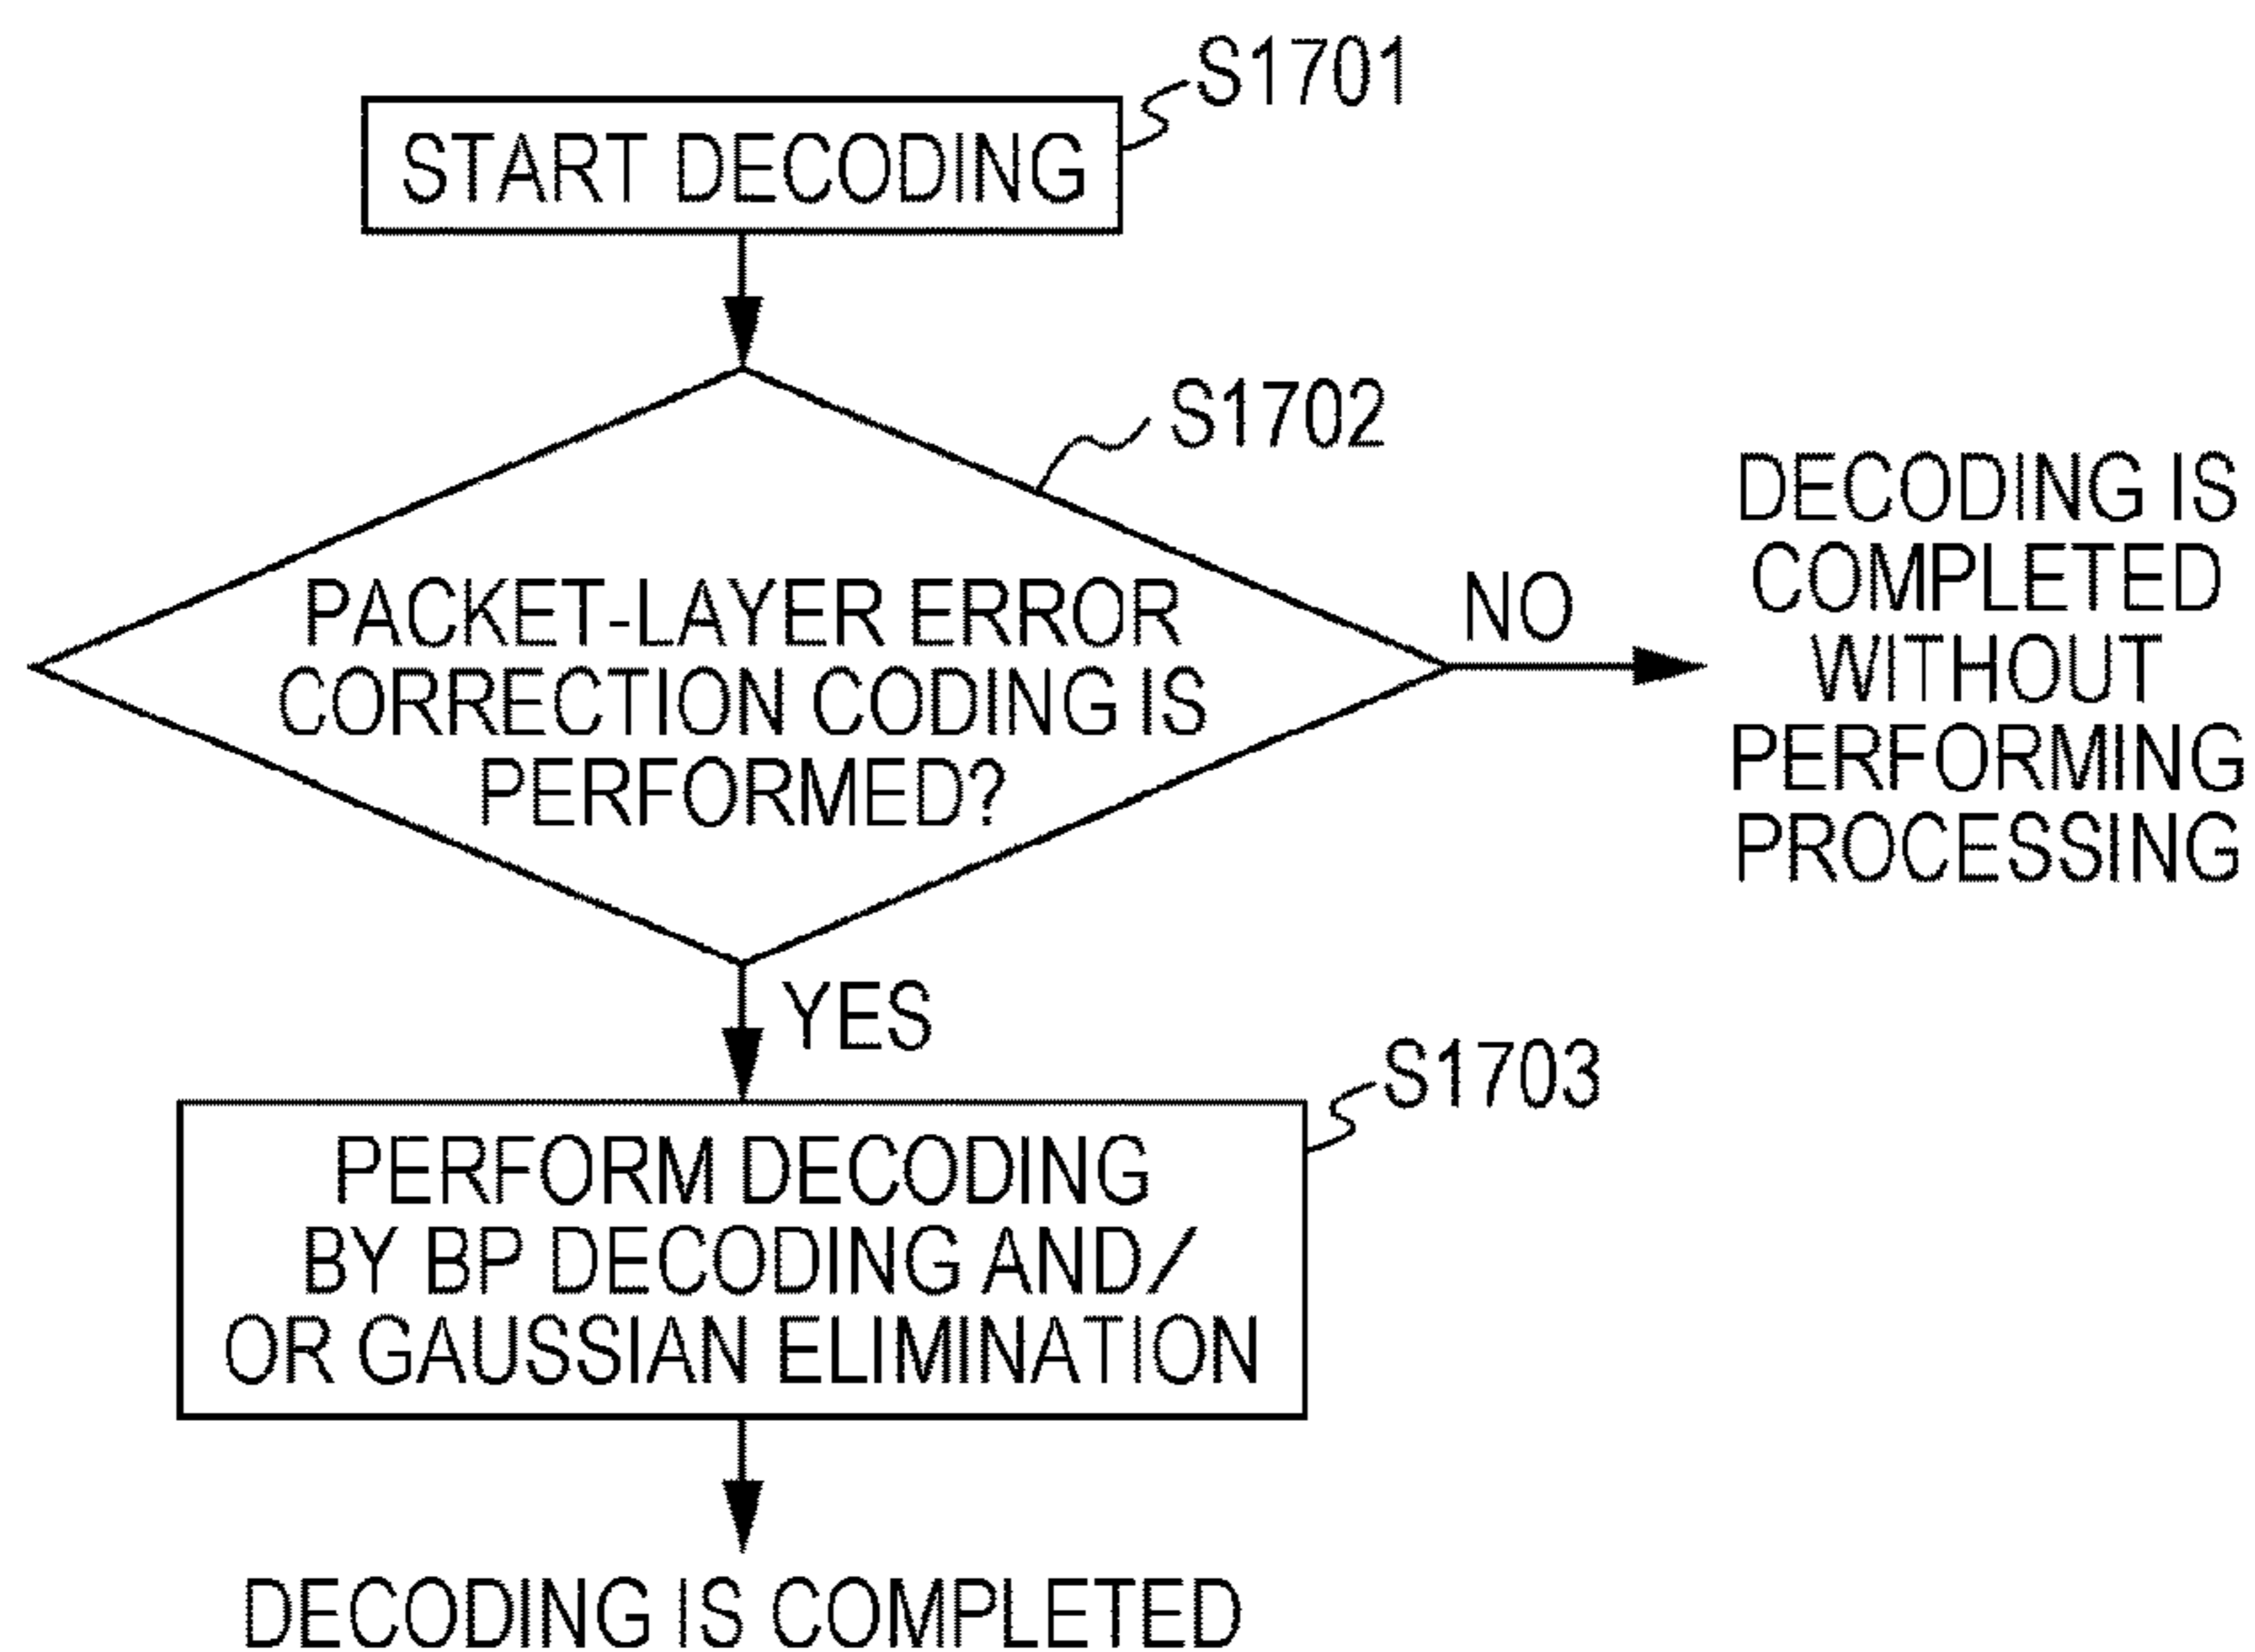 S1701
START DECODING
S1702
PACKET-LAYER ERROR
CORRECTION CODING IS
PERFORMED?
NO
DECODING IS
COMPLETED
WITHOUT
PERFORMING
PROCESSING
YES
S1703
PERFORM DECODING
BY BP DECODING AND/
OR GAUSSIAN ELIMINATION
DECODING IS COMPLETED